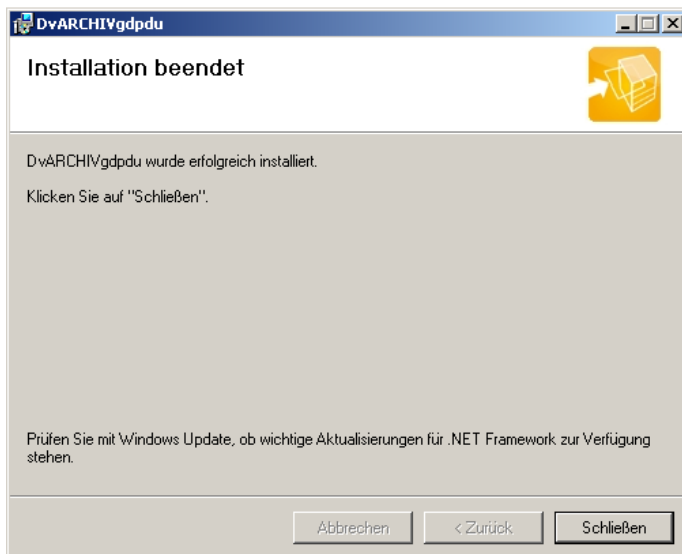 DvARCHIVgdpdu
Installation beendet
DvARCHIVgdpdu wurde erfolgreich installiert.
Klicken Sie auf "Schließen".
Prüfen Sie mit Windows Update, ob wichtige Aktualisierungen für .NET Framework zur Verfügung
stehen.
Abbrechen
< Zurück
Schließen